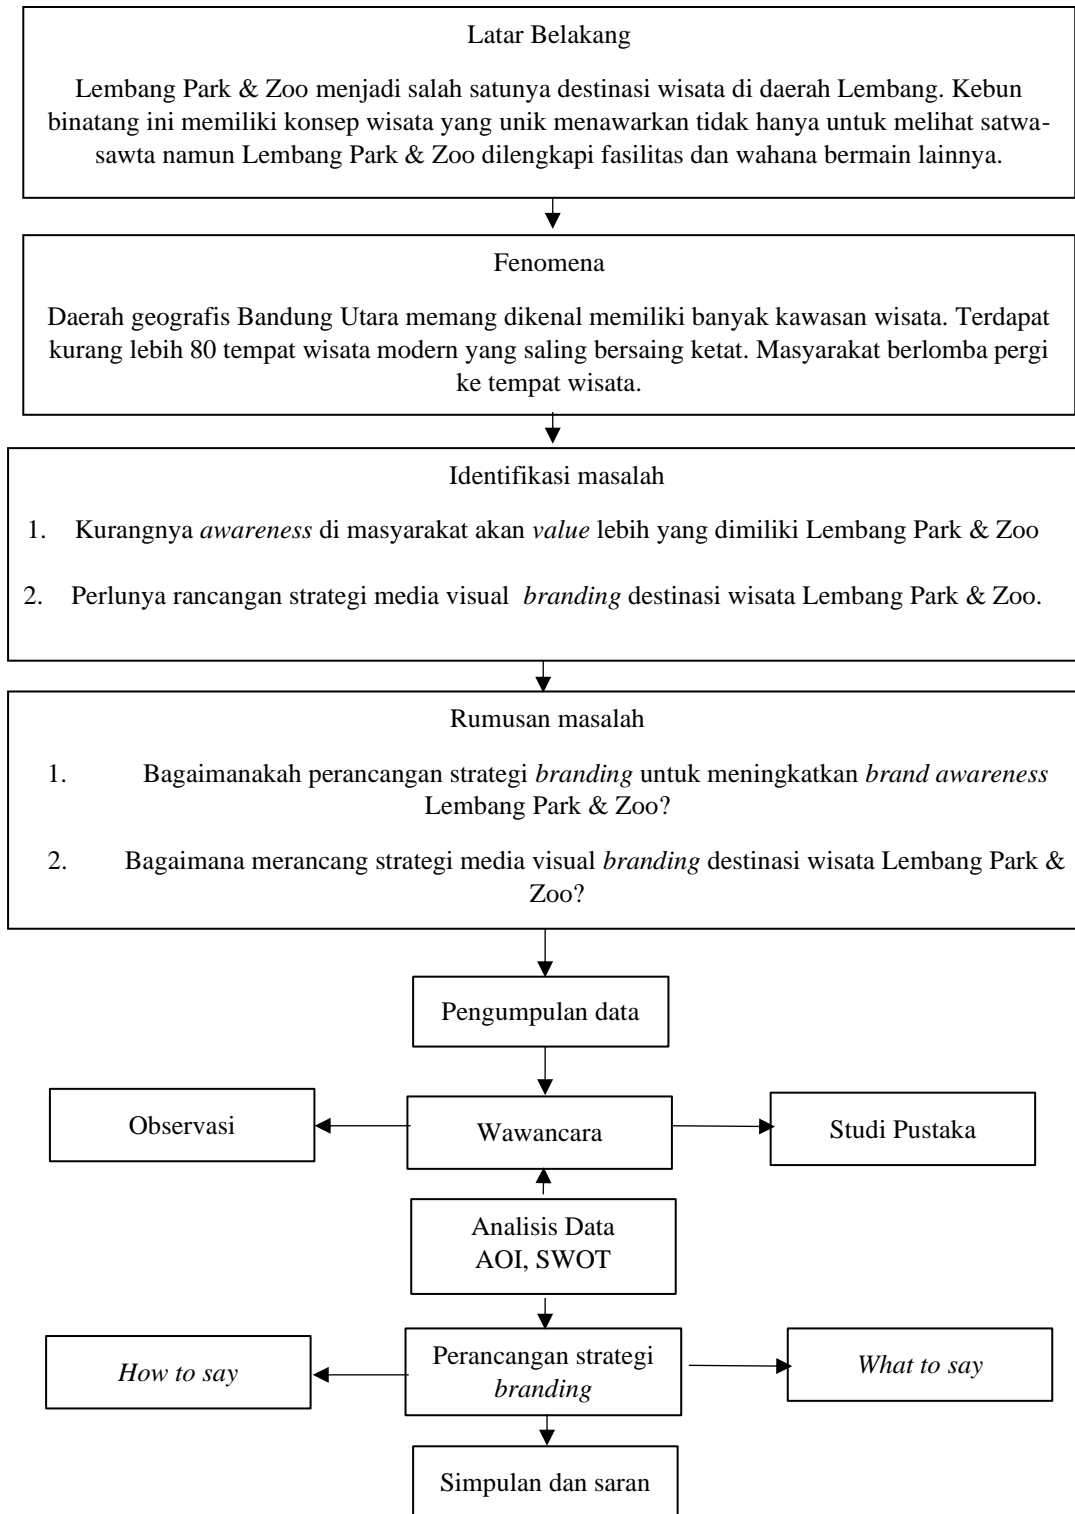 Latar Belakang
Lembang Park & Zoo menjadi salah satunya destinasi wisata di daerah Lembang. Kebun
binatang ini memiliki konsep wisata yang unik menawarkan tidak hanya untuk melihat satwa-
sawta namun Lembang Park & Zoo dilengkapi fasilitas dan wahana bermain lainnya.
Fenomena
Daerah geografis Bandung Utara memang dikenal memiliki banyak kawasan wisata. Terdapat
kurang lebih 80 tempat wisata modern yang saling bersaing ketat. Masyarakat berlomba pergi
ke tempat wisata.
Identifikasi masalah
1. Kurangnya awareness di masyarakat akan value lebih yang dimiliki Lembang Park & Zoo
2. Perlunya rancangan strategi media visual branding destinasi wisata Lembang Park & Zoo.
Rumusan masalah
1. Bagaimanakah perancangan strategi branding untuk meningkatkan brand awareness
Lembang Park & Zoo?
2. Bagaimana merancang strategi media visual branding destinasi wisata Lembang Park &
Zoo?
Pengumpulan data
Observasi
Wawancara
Studi Pustaka
Analisis Data
AOI, SWOT
How to say
Perancangan strategi
branding
What to say
Simpulan dan saran